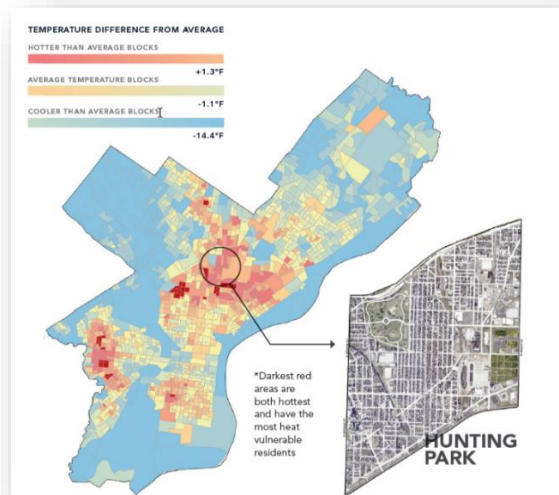 TEMPERATURE DIFFERENCE FROM AVERAGE
HOTTER THAN AVERAGE BLOCKS
+1.3°F
AVERAGE TEMPERATURE BLOCKS
-1.1°F
COOLER THAN AVERAGE BLOCKS
-14.4°F
*Darkest red
areas are
both hottest
and have the
most heat
vulnerable
residents
HUNTING
PARK